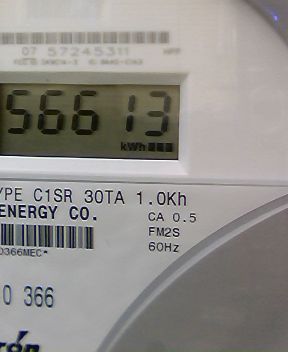 07 57245311
56613
kWh
YPE C1SR 30TA 1.0Kh
ENERGY CO.
CA 0.5
FM2S
60Hz
0366MEC*
0 366
rón